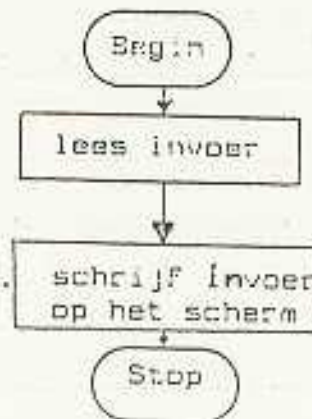 Begin
lees invoer
schrijf Invoer
op het scherm
Stop